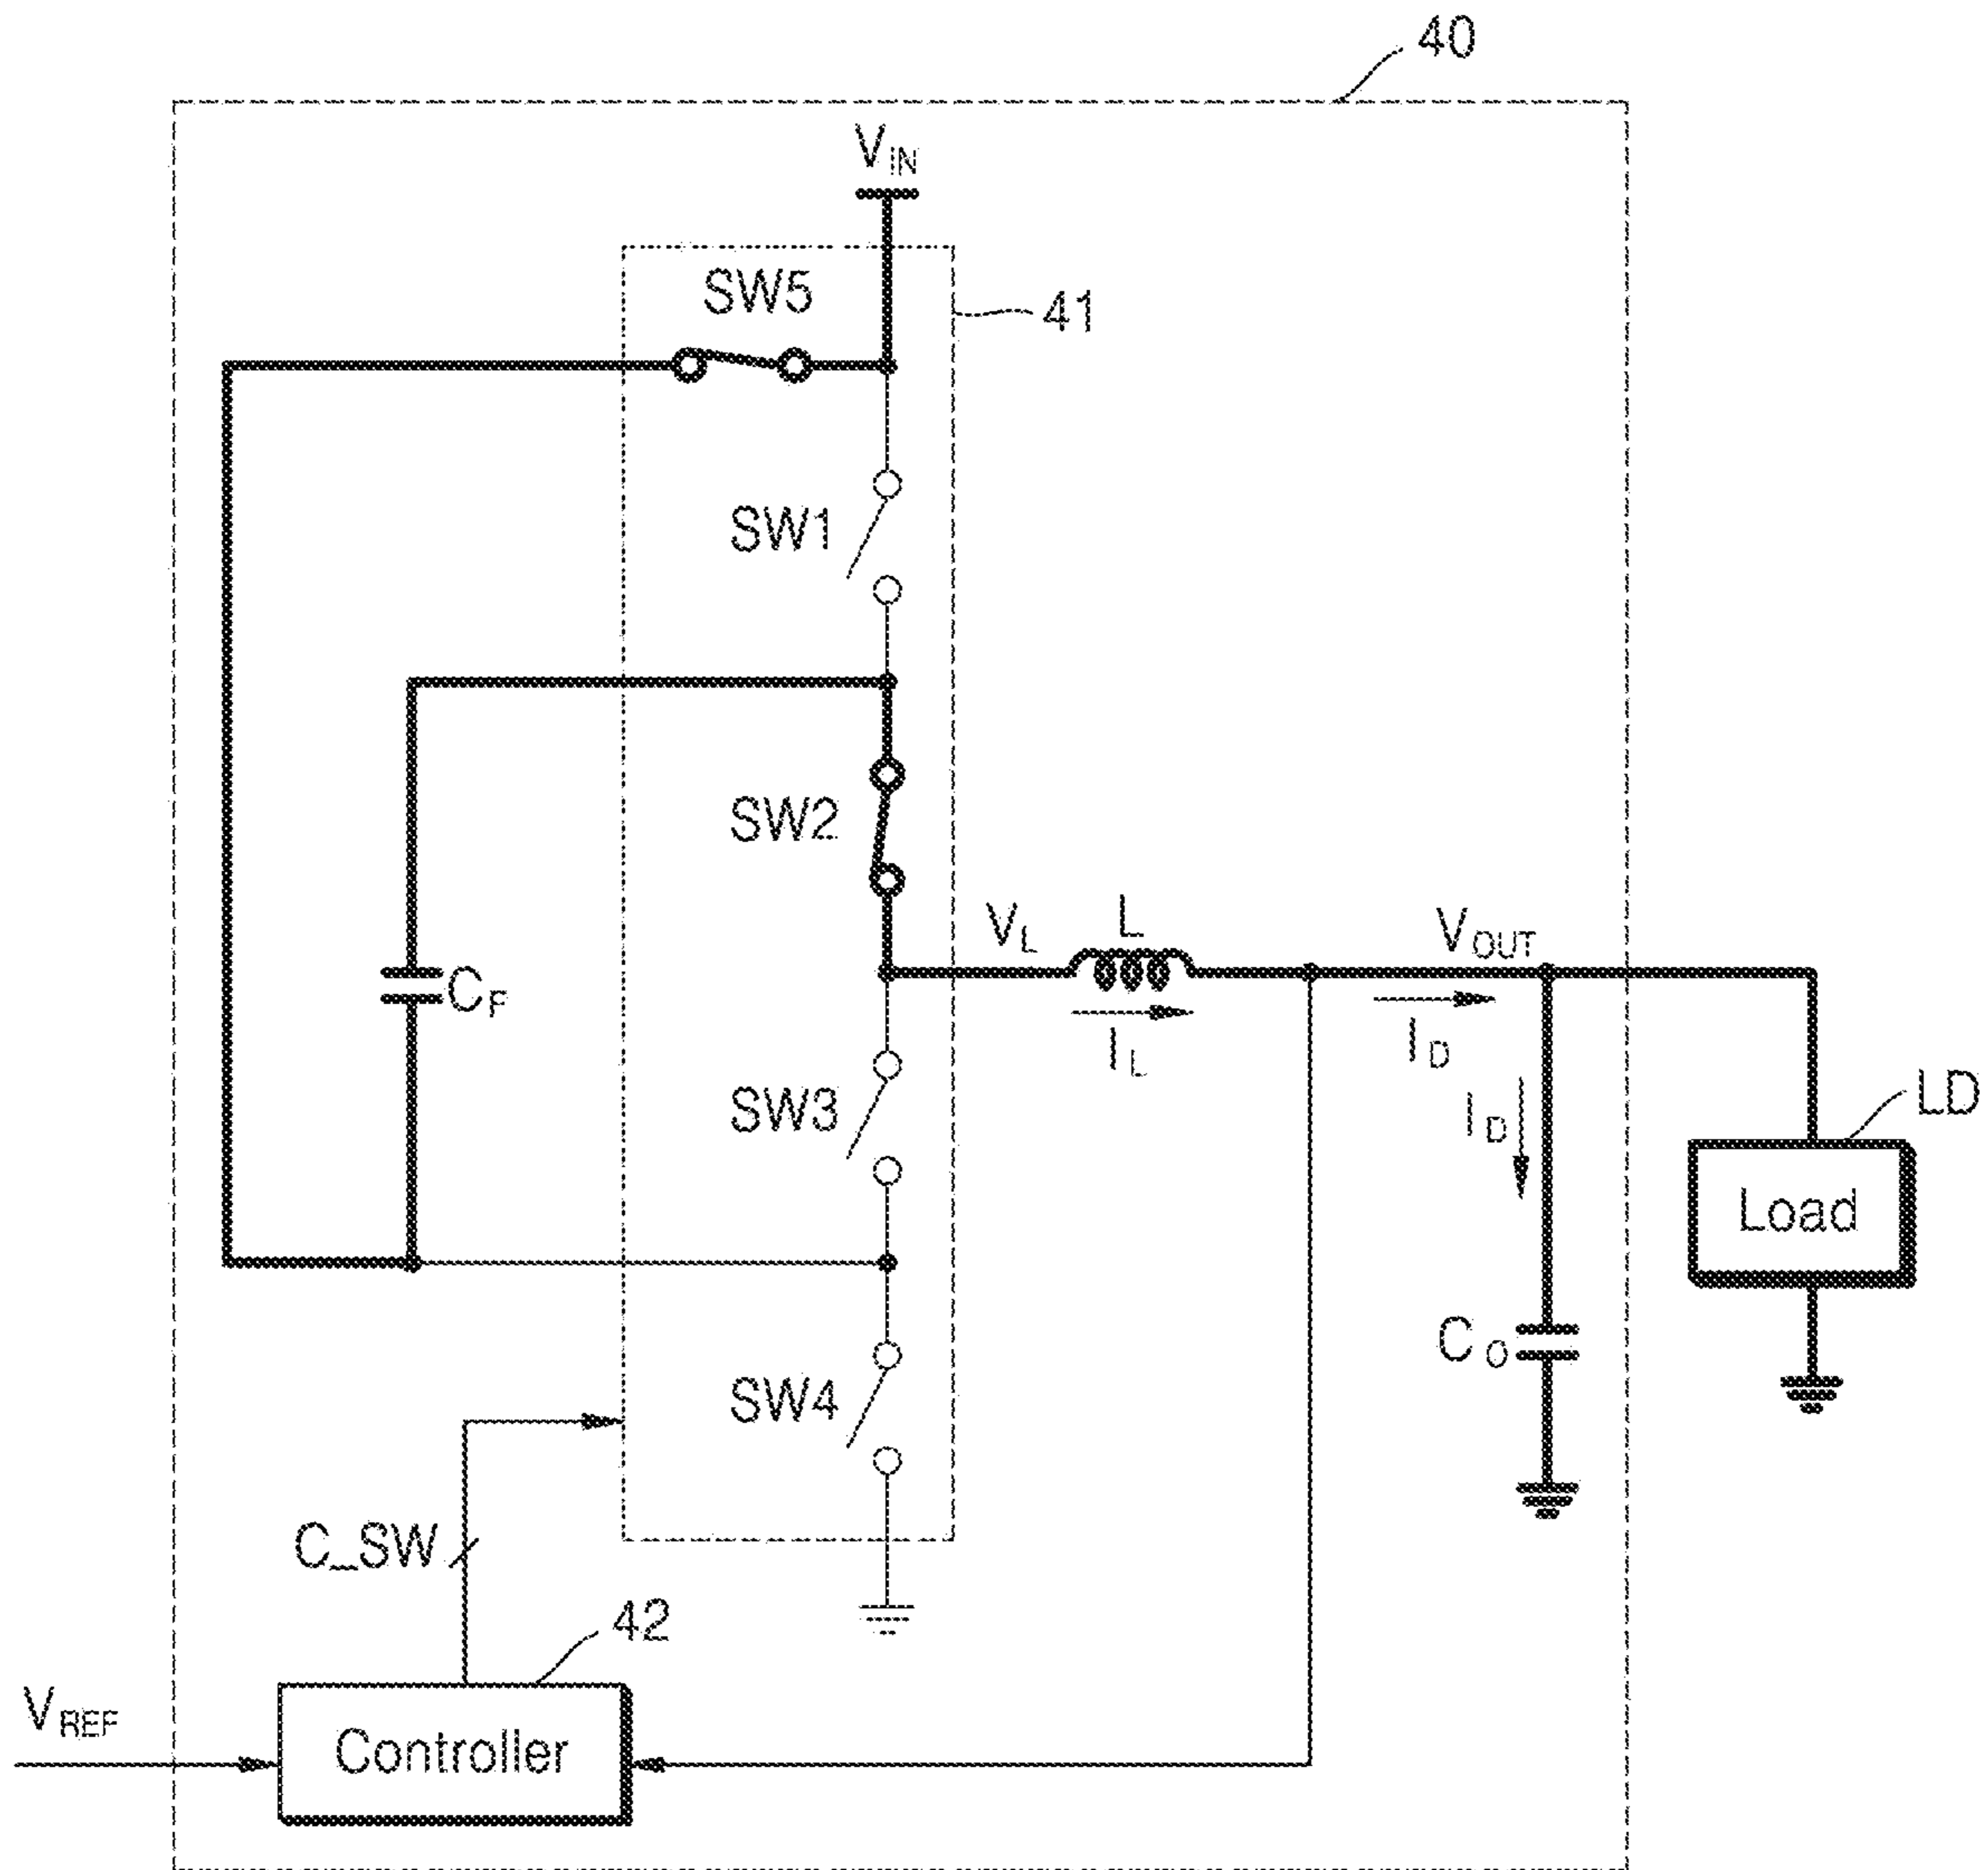 40
VIN
SW5
41
SW1
SW2
VL
L
VOUT
CF
IL
ID
SW3
ID
LD
Load
CO
SW4
C_SW
42
VREF
Controller